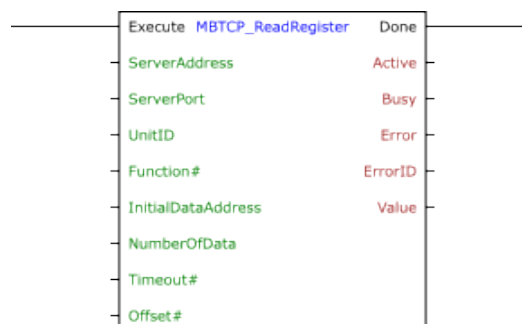 Execute MBTCP_ReadRegister Done
ServerAddress Active
ServerPort Busy
UnitID Error
Function# ErrorID
InitialDataAddress Value
NumberOfData
Timeout#
Offset#